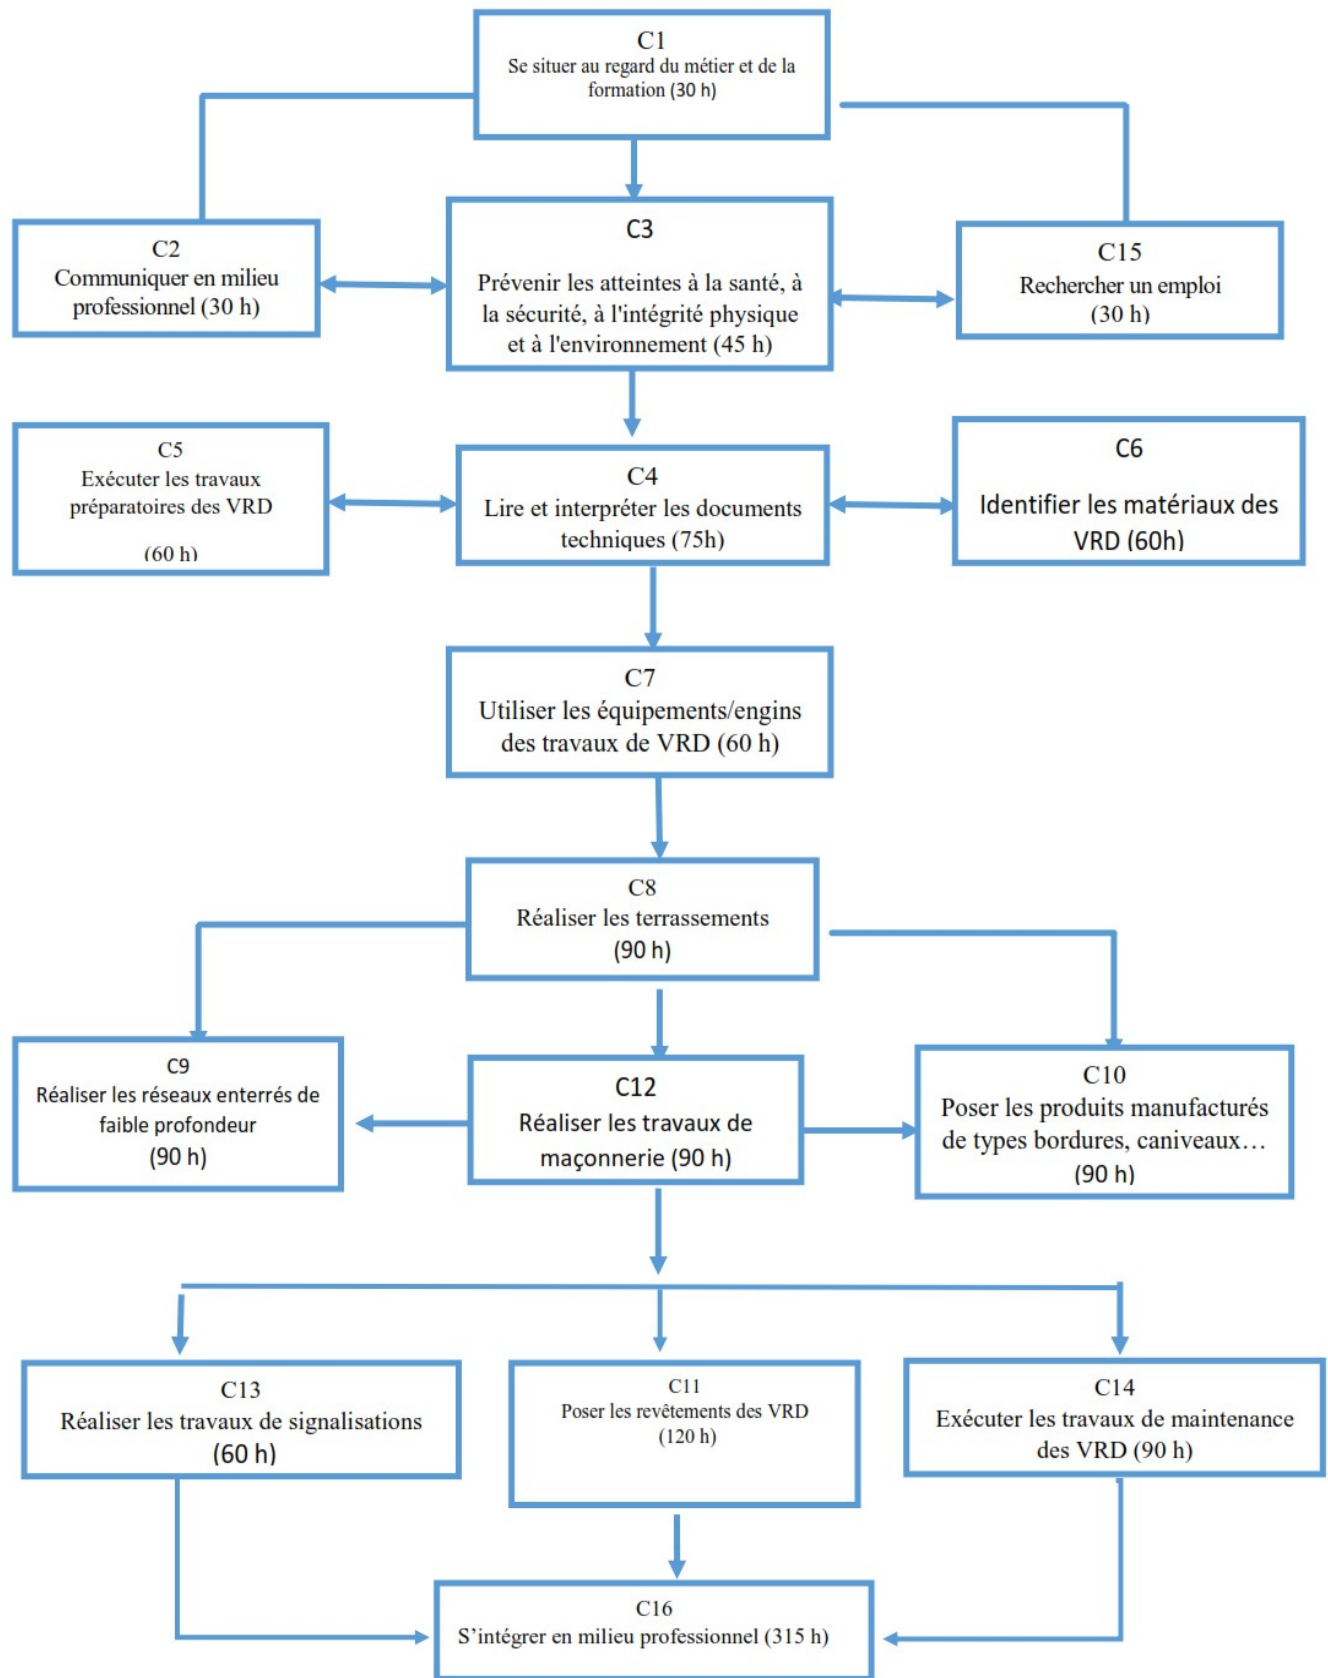 C1
Se situer au regard du métier et de la
formation (30 h)
C2
Communiquer en milieu
professionnel (30 h)
C3
Prévenir les atteintes à la santé, à
la sécurité, à l'intégrité physique
et à l'environnement (45 h)
C15
Rechercher un emploi
(30 h)
C5
Exécuter les travaux
préparatoires des VRD
(60 h)
C4
Lire et interpréter les documents
techniques (75h)
C6
Identifier les matériaux des
VRD (60h)
C7
Utiliser les équipements/engins
des travaux de VRD (60 h)
C8
Réaliser les terrassements
(90 h)
C9
Réaliser les réseaux enterrés de
faible profondeur
(90 h)
C12
Réaliser les travaux de
maçonnerie (90 h)
C10
Poser les produits manufacturés
de types bordures, caniveaux…
(90 h)
C13
Réaliser les travaux de signalisations
(60 h)
C11
Poser les revêtements des VRD
(120 h)
C14
Exécuter les travaux de maintenance
des VRD (90 h)
C16
S’intégrer en milieu professionnel (315 h)